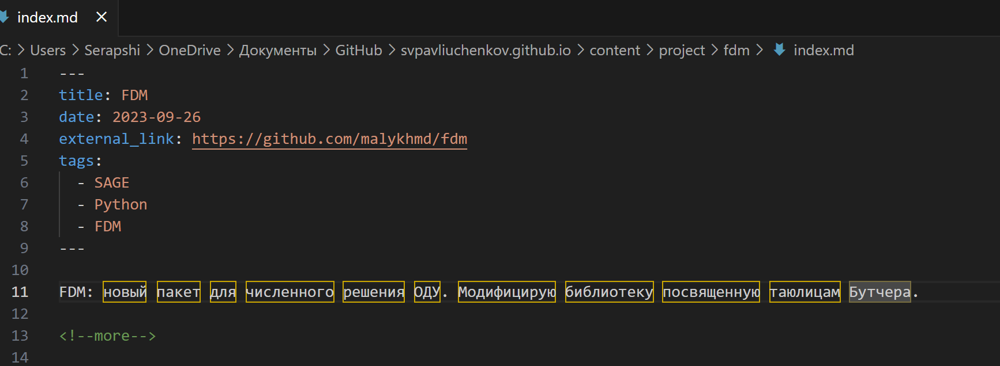 index.md
C: > Users > Serapshi > OneDrive > Документы > GitHub > svpavliuchenkov.github.io > content > project > fdm > index.md
1 ---
2 title: FDM
3 date: 2023-09-26
4 external_link: https://github.com/malykhmd/fdm
5 tags:
6 - SAGE
7 - Python
8 - FDM
9 ---
10
11 FDM: новый пакет для численного решения ОДУ. Модифицирую библиотеку посвященную таюлицам Бутчера.
12
13 <!--more-->
14